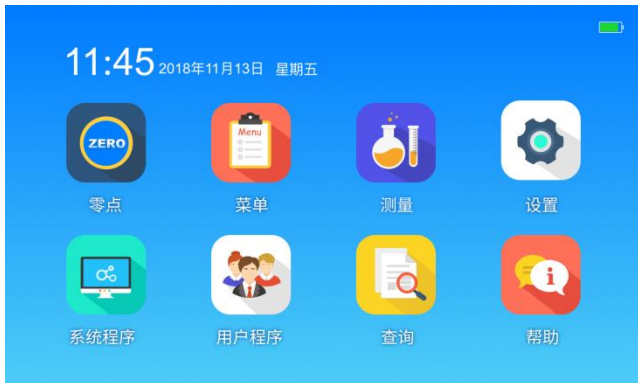 11:45 2018年11月13日 星期五
ZERO
Menu
零点 菜单 测量 设置
i
系统程序 用户程序 查询 帮助